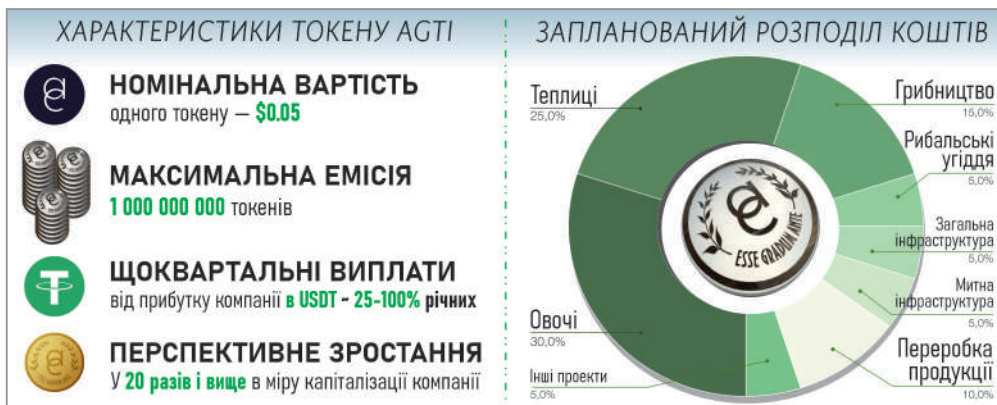 ХАРАКТЕРИСТИКИ ТОКЕНУ AGTI
НОМІНАЛЬНА ВАРТІСТЬ
одного токену — $0.05
МАКСИМАЛЬНА ЕМІСІЯ
1 000 000 000 токенів
ЩОКВАРТАЛЬНІ ВИПЛАТИ
від прибутку компанії в USDT ~ 25-100% річних
ПЕРСПЕКТИВНЕ ЗРОСТАННЯ
У 20 разів і вище в міру капіталізації компанії
ЗАПЛАНОВАНИЙ РОЗПОДІЛ КОШТІВ
Теплиці
25,0%
Грибництво
15,0%
Рибальські
угіддя
5,0%
Загальна
інфраструктура
5,0%
Митна
інфраструктура
5,0%
Переробка
продукції
10,0%
Овочі
30,0%
Інші проекти
5,0%
ESSE GRADUM ANTE